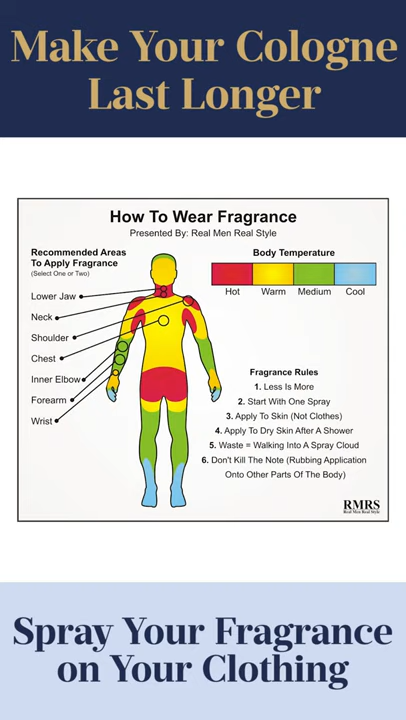 Make Your Cologne
Last Longer
How To Wear Fragrance
Presented By: Real Men Real Style
Recommended Areas
To Apply Fragrance
(Select One or Two)
Lower Jaw
Neck
Shoulder
Chest
Inner Elbow
Forearm
Wrist
Body Temperature
Hot Warm Medium Cool
Fragrance Rules
1. Less Is More
2. Start With One Spray
3. Apply To Skin (Not Clothes)
4. Apply To Dry Skin After A Shower
5. Waste = Walking Into A Spray Cloud
6. Don't Kill The Note (Rubbing Application
Onto Other Parts Of The Body)
RMRS
Real Men Real Style
Spray Your Fragrance
on Your Clothing